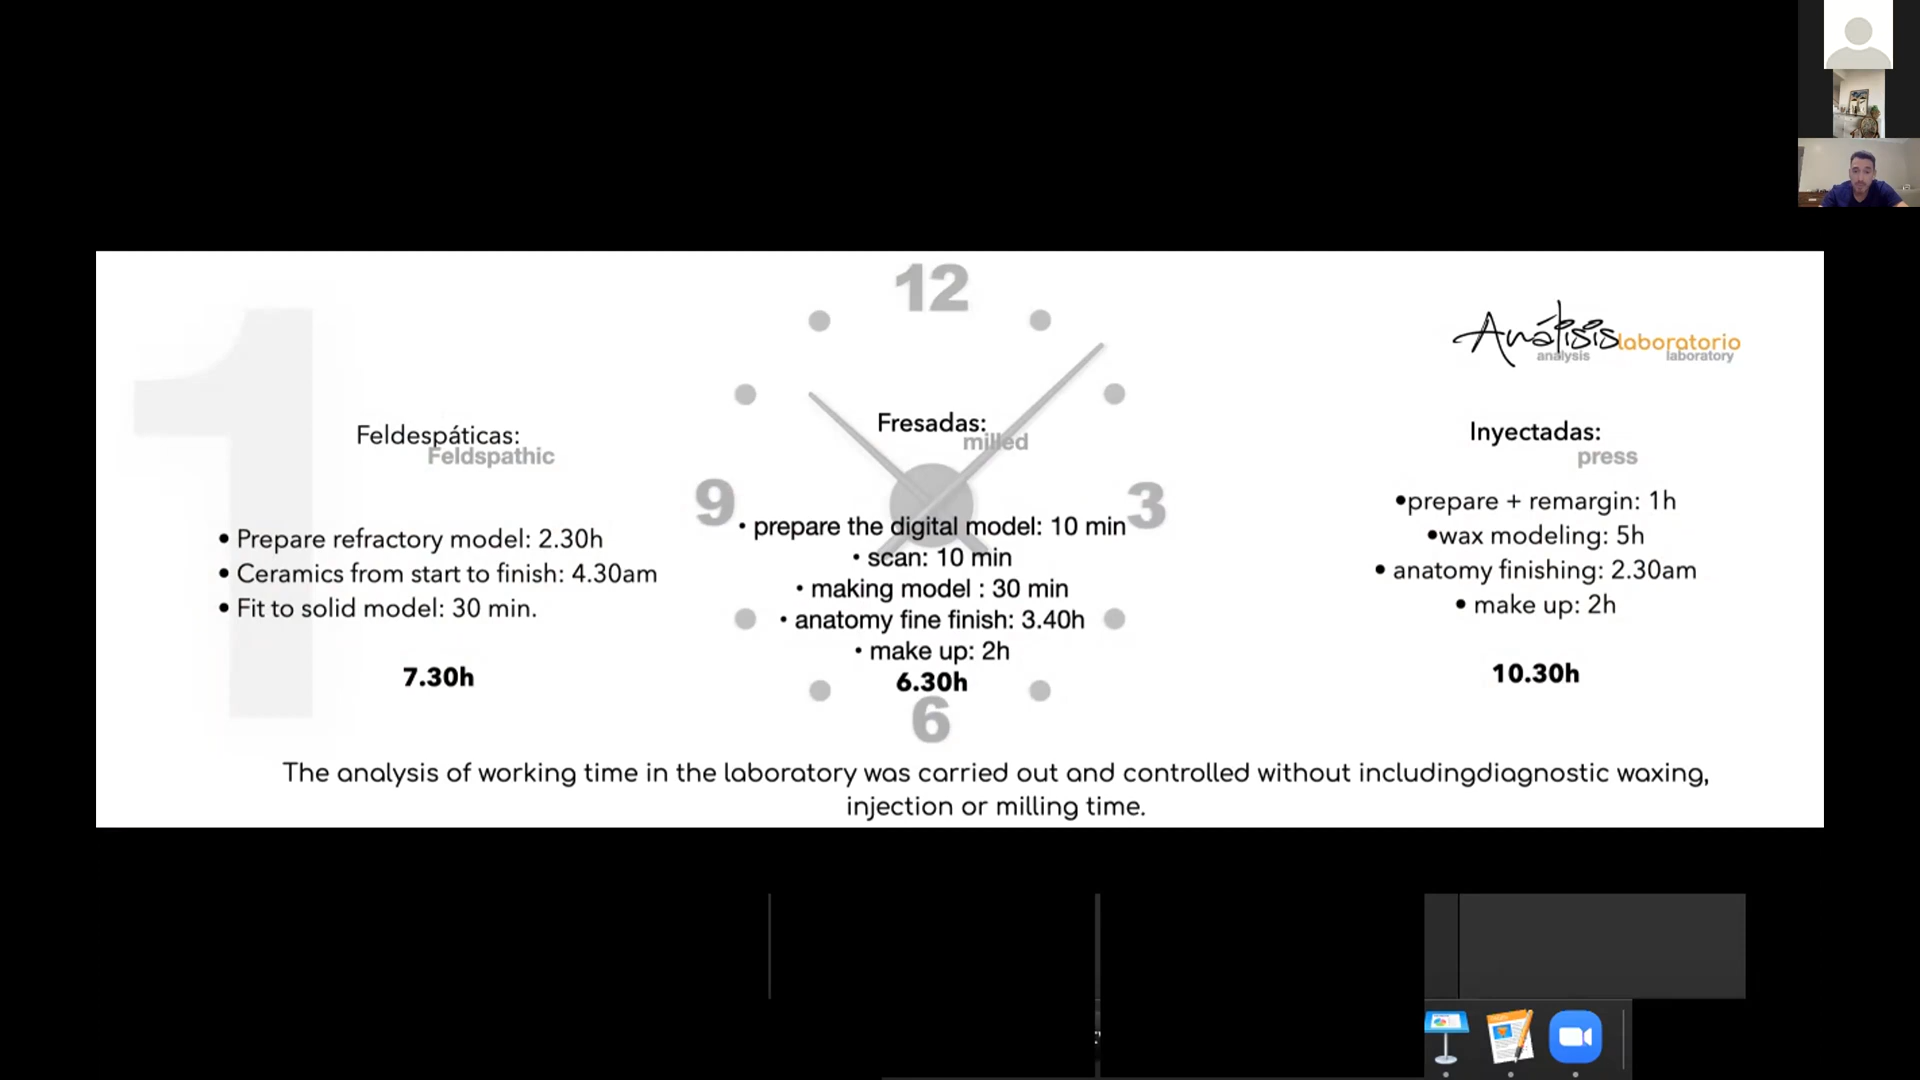 12
Análisis laboratorio
analysis laboratory
1
Feldespáticas:
Feldspathic
• Prepare refractory model: 2.30h
• Ceramics from start to finish: 4.30am
• Fit to solid model: 30 min.
7.30h
Fresadas:
milled
9
3
• prepare the digital model: 10 min
• scan: 10 min
• making model : 30 min
• anatomy fine finish: 3.40h
• make up: 2h
6.30h
6
Inyectadas:
press
•prepare + remargin: 1h
•wax modeling: 5h
• anatomy finishing: 2.30am
• make up: 2h
10.30h
The analysis of working time in the laboratory was carried out and controlled without includingdiagnostic waxing,
injection or milling time.